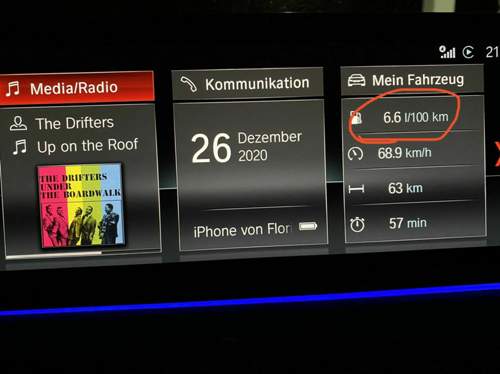 21
Media/Radio
The Drifters
Up on the Roof
THE DRIFTERS
UNDER
THE BOARDWALK
Kommunikation
26
Dezember
2020
iPhone von Flor
Mein Fahrzeug
6.6 l/100 km
68.9 km/h
63 km
57 min